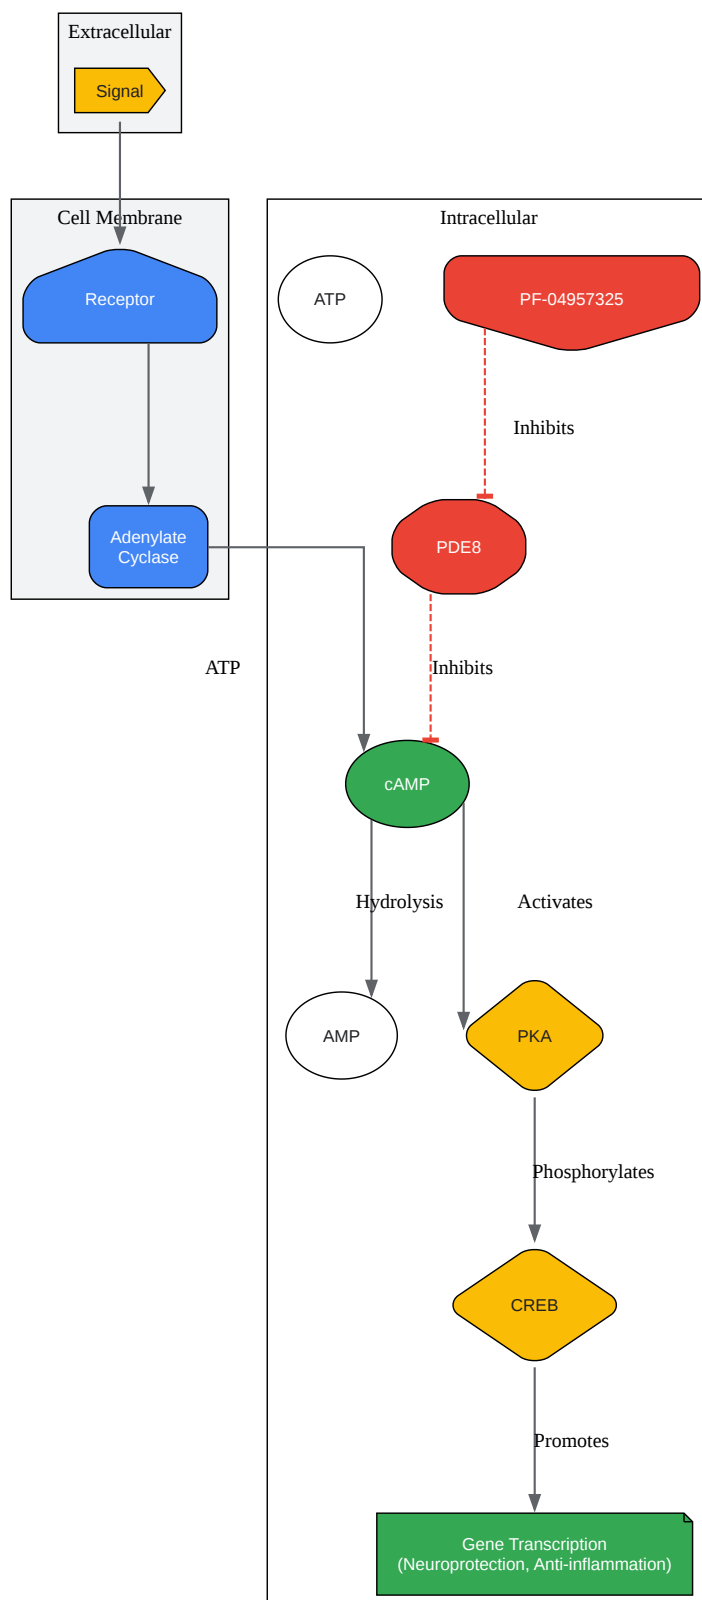 Extracellular
Signal
Cell Membrane
Intracellular
Receptor
ATP
PF-04957325
Inhibits
Adenylate
Cyclase
PDE8
ATP
Inhibits
cAMP
Hydrolysis
Activates
AMP
PKA
Phosphorylates
CREB
Promotes
Gene Transcription
(Neuroprotection, Anti-inflammation)